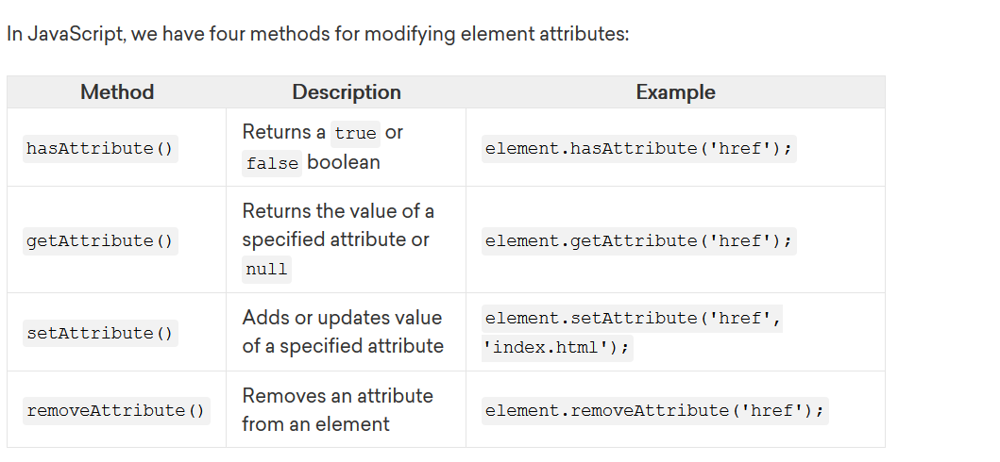 In JavaScript, we have four methods for modifying element attributes:
Method Description Example
hasAttribute() Returns a true or false boolean element.hasAttribute('href');
getAttribute() Returns the value of a specified attribute or null element.getAttribute('href');
setAttribute() Adds or updates value of a specified attribute element.setAttribute('href', 'index.html');
removeAttribute() Removes an attribute from an element element.removeAttribute('href');